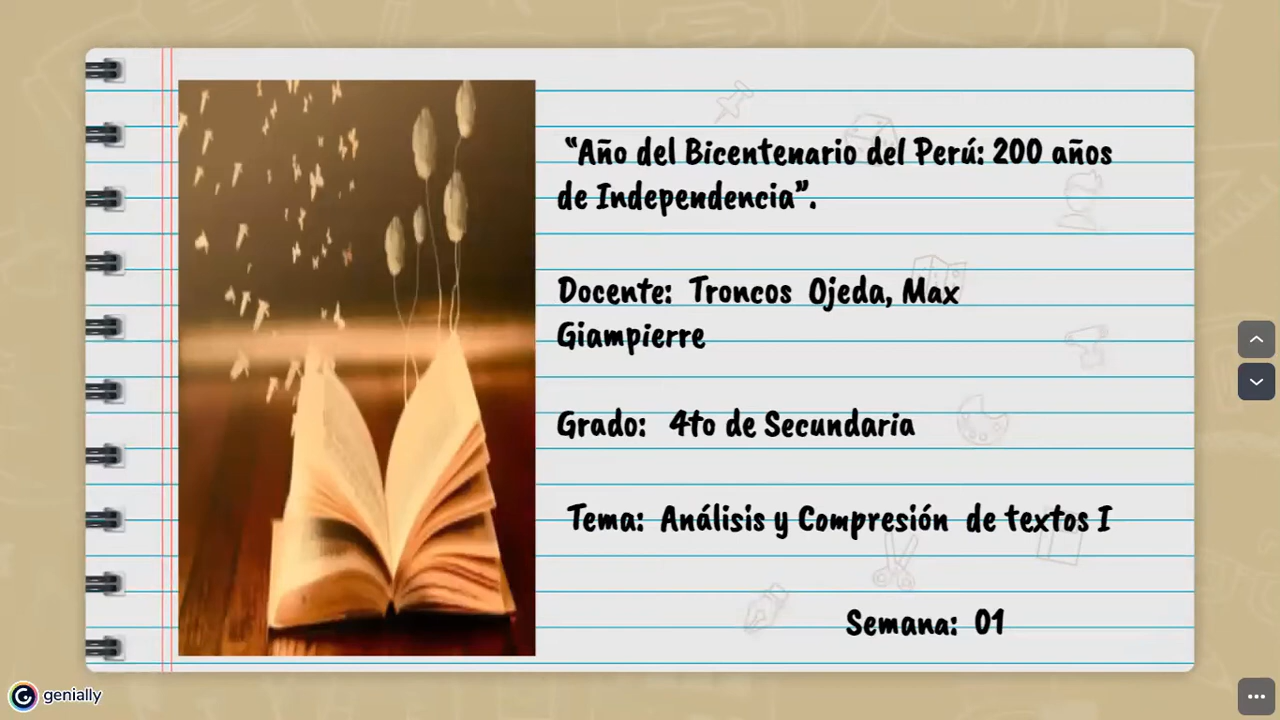 “Año del Bicentenario del Perú: 200 años
de Independencia”.
Docente: Troncos Ojeda, Max
Giampierre
Grado: 4to de Secundaria
Tema: Análisis y Compresión de textos I
Semana: 01
genially